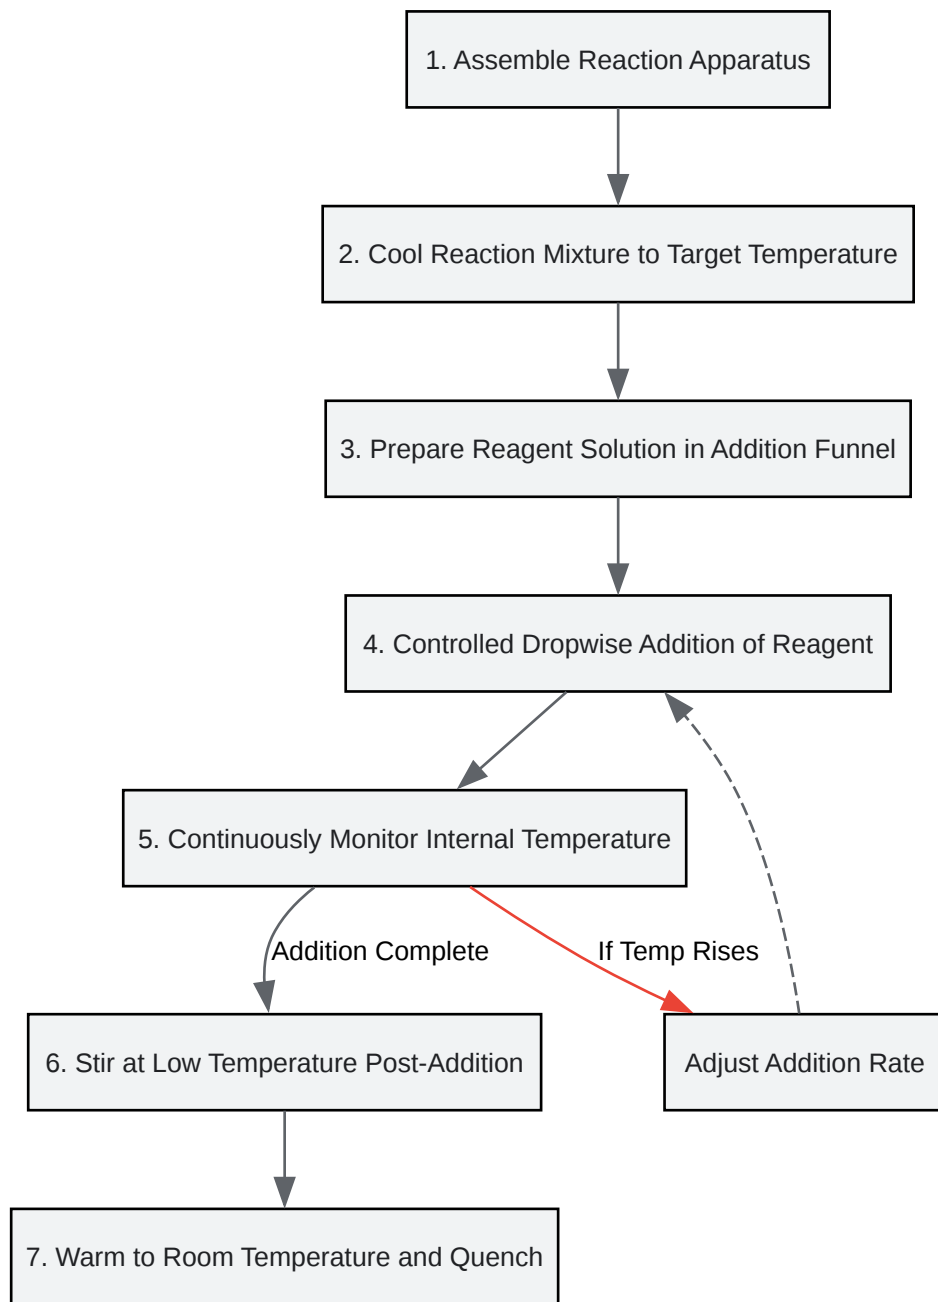 1. Assemble Reaction Apparatus
2. Cool Reaction Mixture to Target Temperature
3. Prepare Reagent Solution in Addition Funnel
4. Controlled Dropwise Addition of Reagent
5. Continuously Monitor Internal Temperature
Addition Complete
If Temp Rises
6. Stir at Low Temperature Post-Addition
Adjust Addition Rate
7. Warm to Room Temperature and Quench